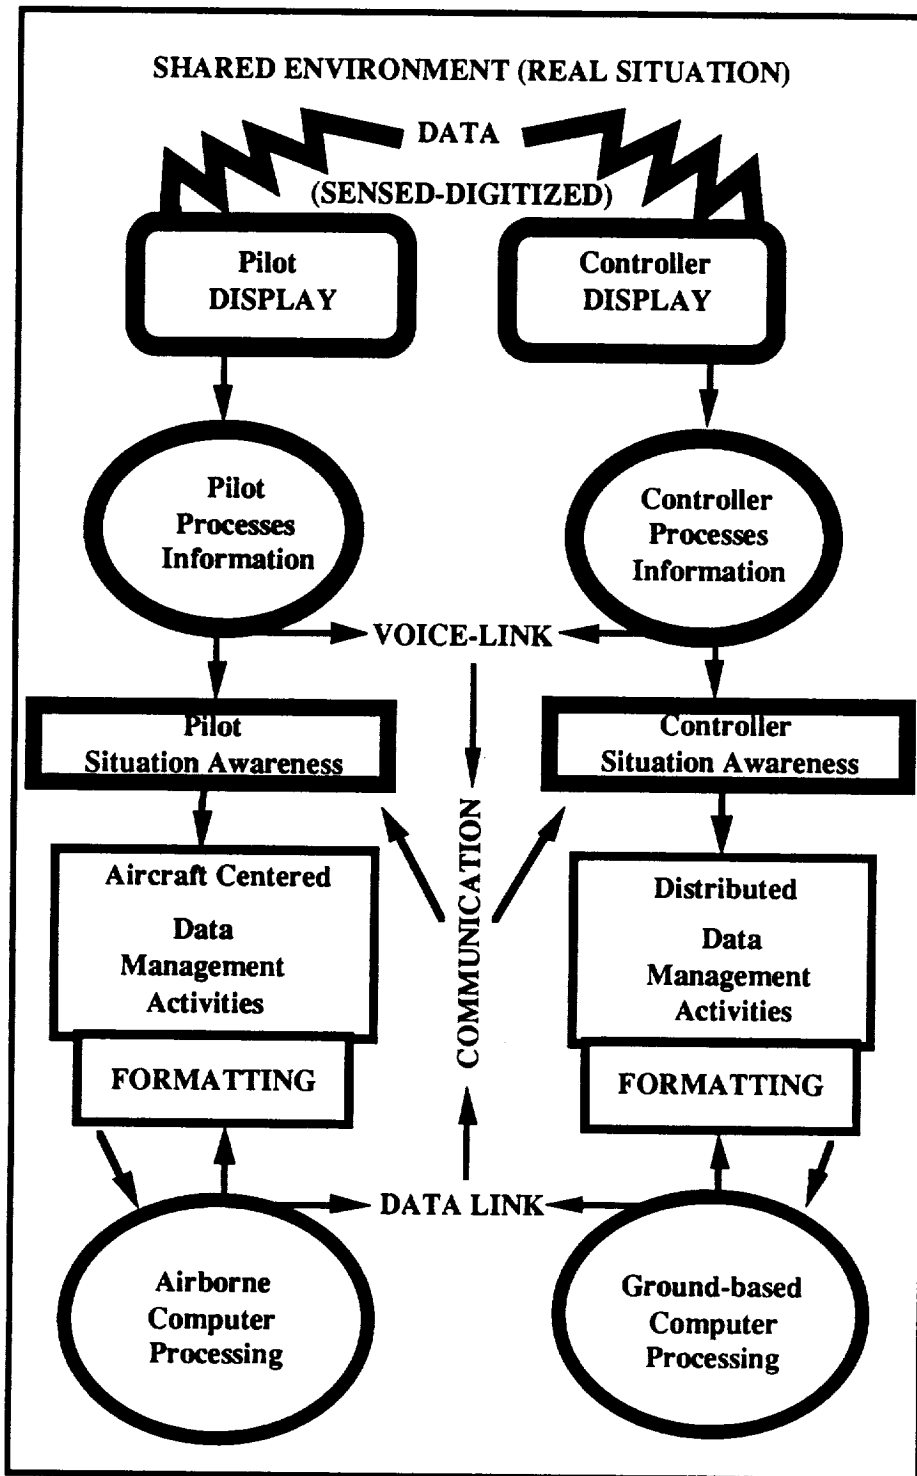 SHARED ENVIRONMENT (REAL SITUATION)
DATA
(SENSED-DIGITIZED)
Pilot
DISPLAY
Controller
DISPLAY
Pilot
Processes
Information
Controller
Processes
Information
VOICE-LINK
Pilot
Situation Awareness
Controller
Situation Awareness
COMMUNICATION
Aircraft Centered
Data
Management
Activities
FORMATTING
Distributed
Data
Management
Activities
FORMATTING
DATA LINK
Airborne
Computer
Processing
Ground-based
Computer
Processing